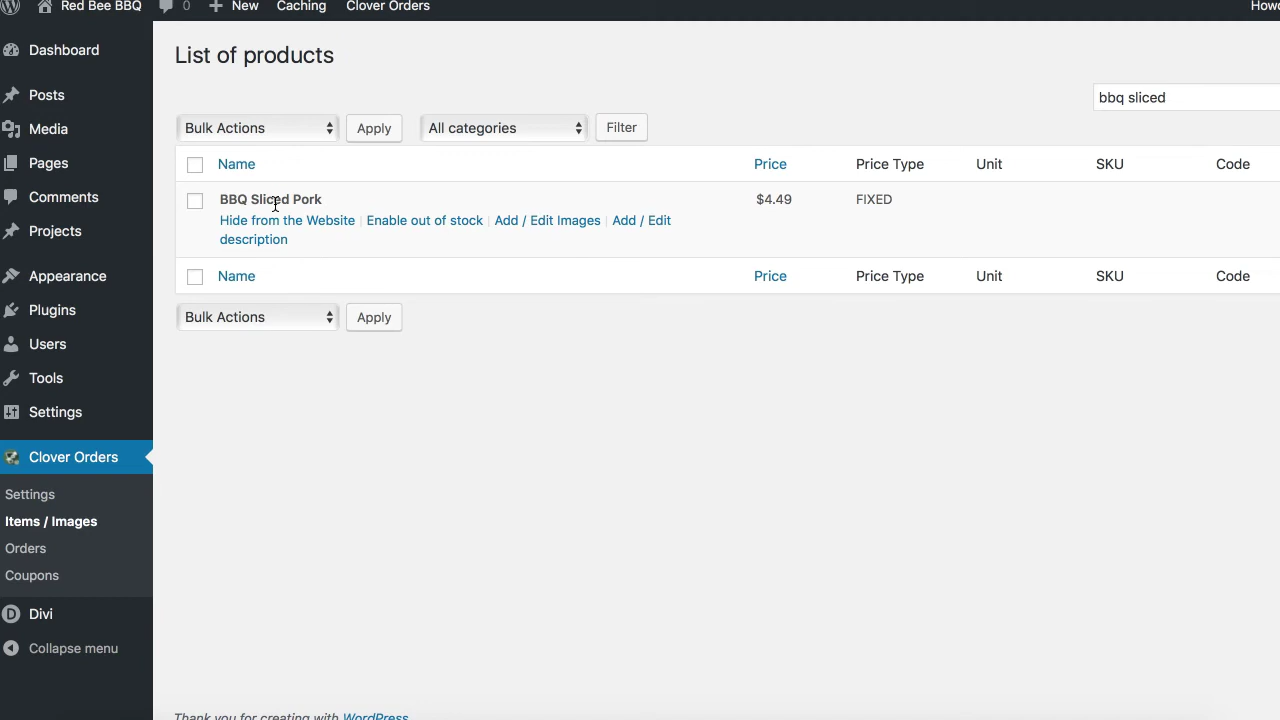 Red Bee BBQ 0 New Caching Clover Orders Howd
Dashboard
Posts
Media
Pages
Comments
Projects
Appearance
Plugins
Users
Tools
Settings
Clover Orders
Settings
Items / Images
Orders
Coupons
Divi
Collapse menu
List of products
bbq sliced
Bulk Actions Apply All categories Filter
Name Price Price Type Unit SKU Code
BBQ Sliced Pork $4.49 FIXED
Hide from the Website | Enable out of stock | Add / Edit Images | Add / Edit
description
Name Price Price Type Unit SKU Code
Bulk Actions Apply
Thank you for creating with WordPress